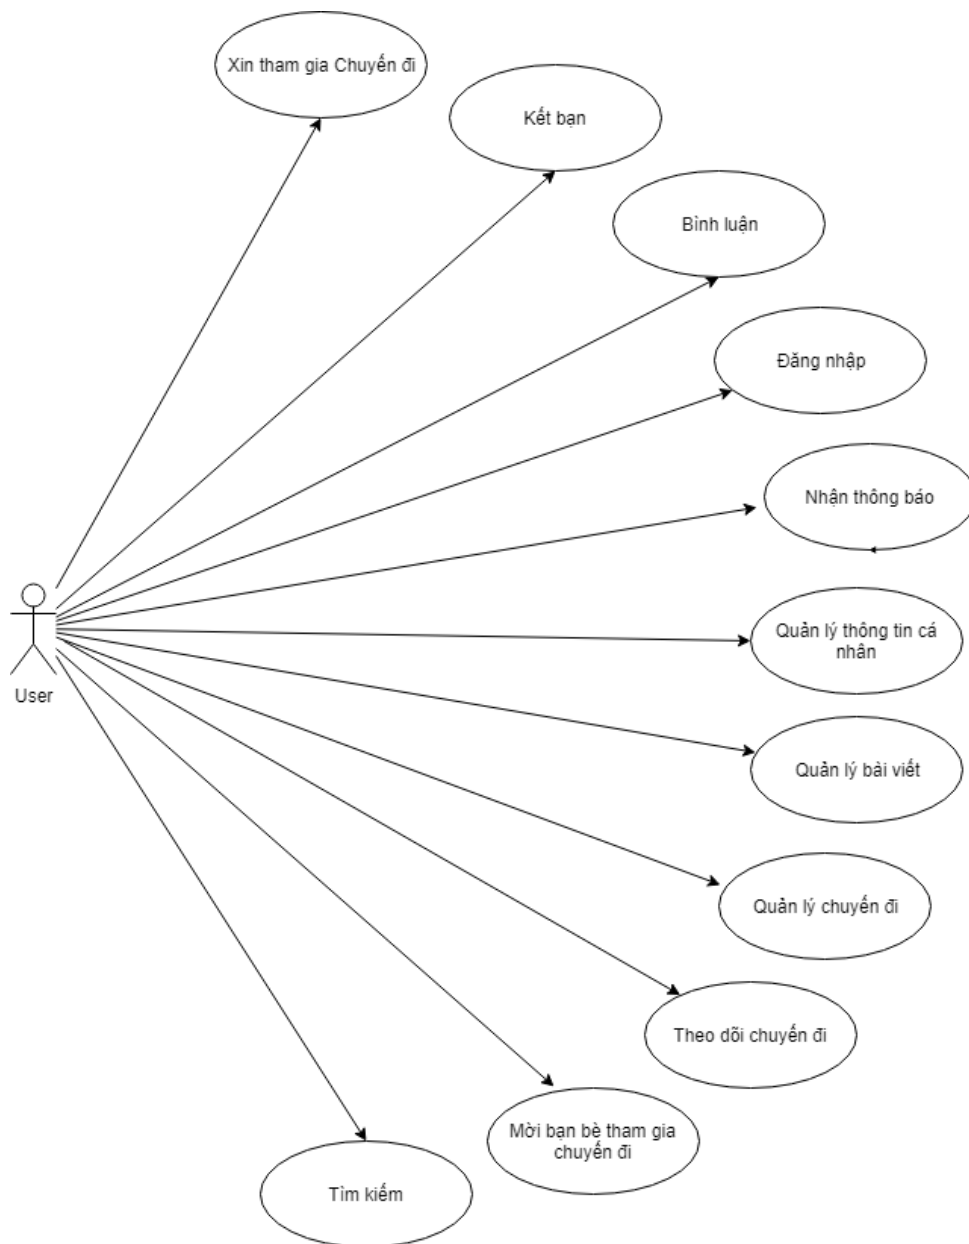 Xin tham gia Chuyến đi
Kết bạn
Bình luận
Đăng nhập
Nhận thông báo
User
Quản lý thông tin cá
nhân
Quản lý bài viết
Quản lý chuyến đi
Theo dõi chuyến đi
Mời bạn bè tham gia
chuyến đi
Tìm kiếm